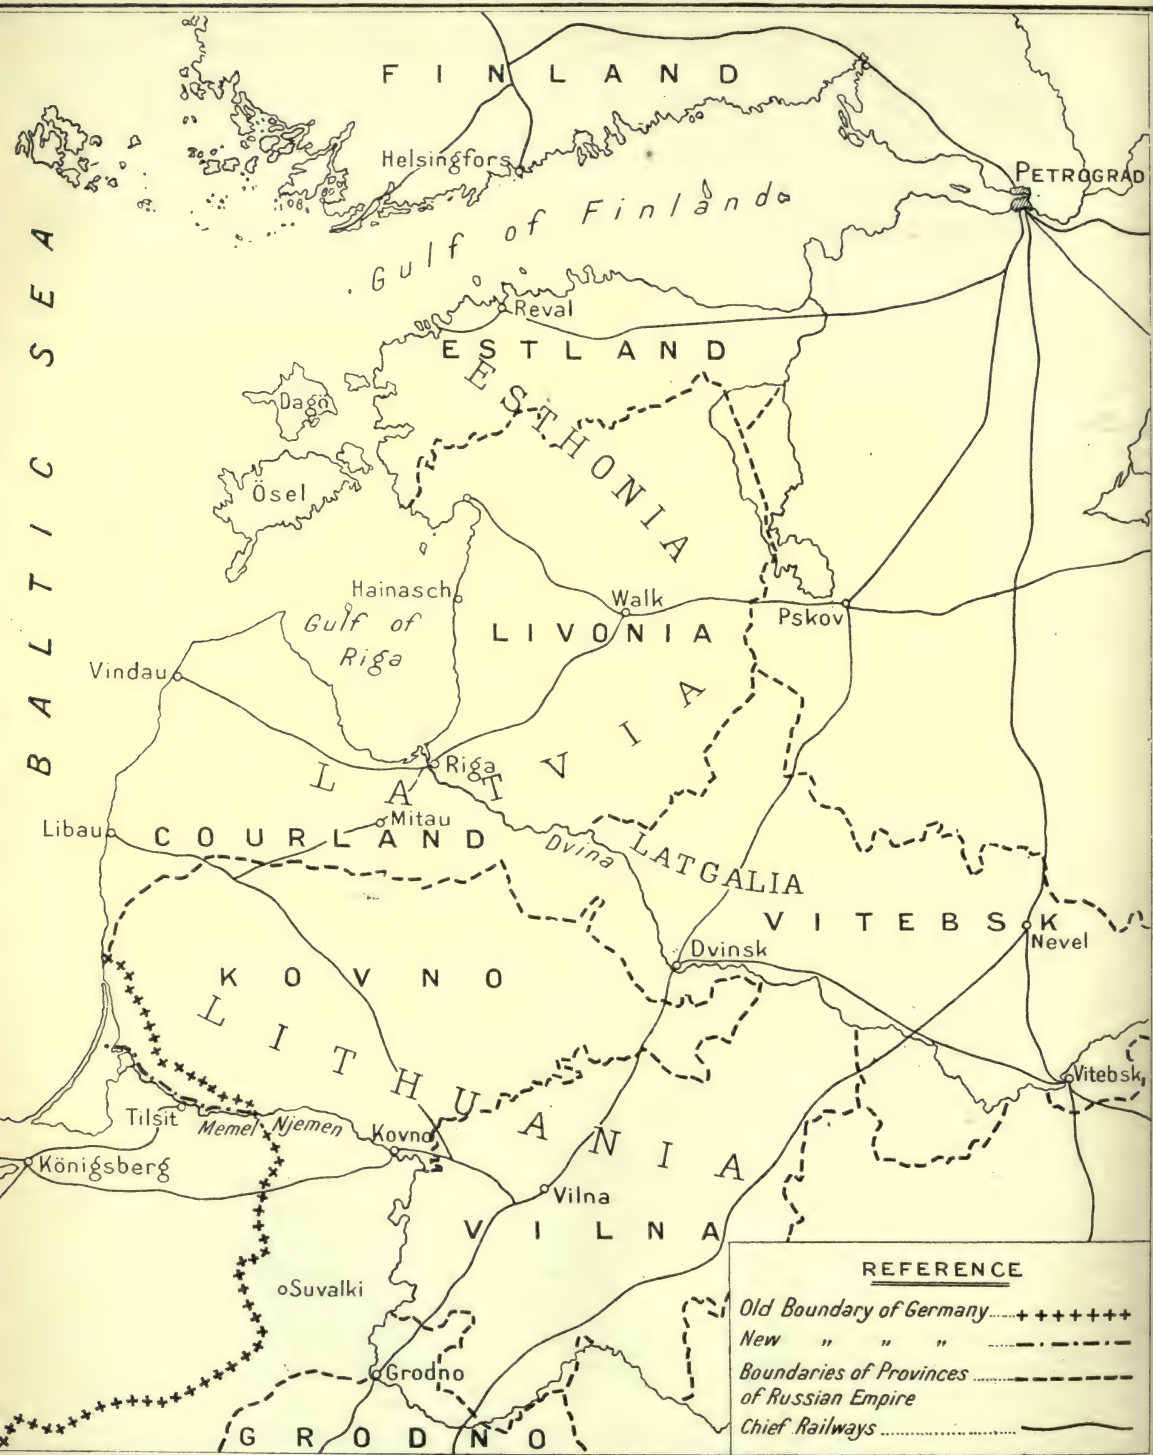 FINLAND
Helsingfors
PETROGRAD
Gulf of Finland
BALTIC SEA
Reval
ESTLAND
ESTHONIA
Dagö
Ösel
Hainasch
Walk
Pskov
Gulf of
Riga
LIVONIA
Vindau
LATVIA
Riga
Mitau
Libau
COURLAND
Dvina
LATGALIA
VITEBSK
Nevel
Dvinsk
KOVNO
LITHUANIA
Vitebsk
Tilsit
Memel
Njemen
Kovno
Königsberg
Vilna
VILNA
Suvalki
Grodno
GRODNO
REFERENCE
Old Boundary of Germany
New " " "
Boundaries of Provinces
of Russian Empire
Chief Railways